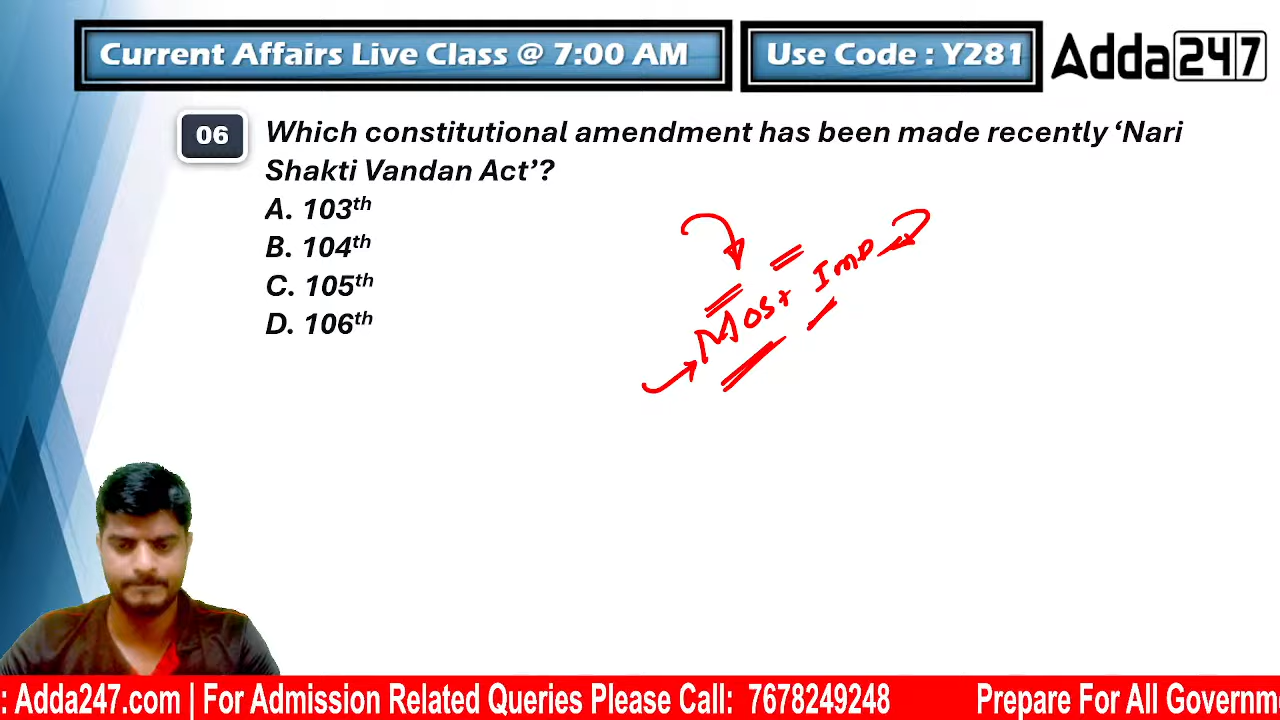 Current Affairs Live Class @ 7:00 AM
Use Code : Y281
Adda247
06
Which constitutional amendment has been made recently ‘Nari
Shakti Vandan Act’?
A. 103th
B. 104th
C. 105th
D. 106th
Most Imp
: Adda247.com | For Admission Related Queries Please Call: 7678249248 Prepare For All Governm